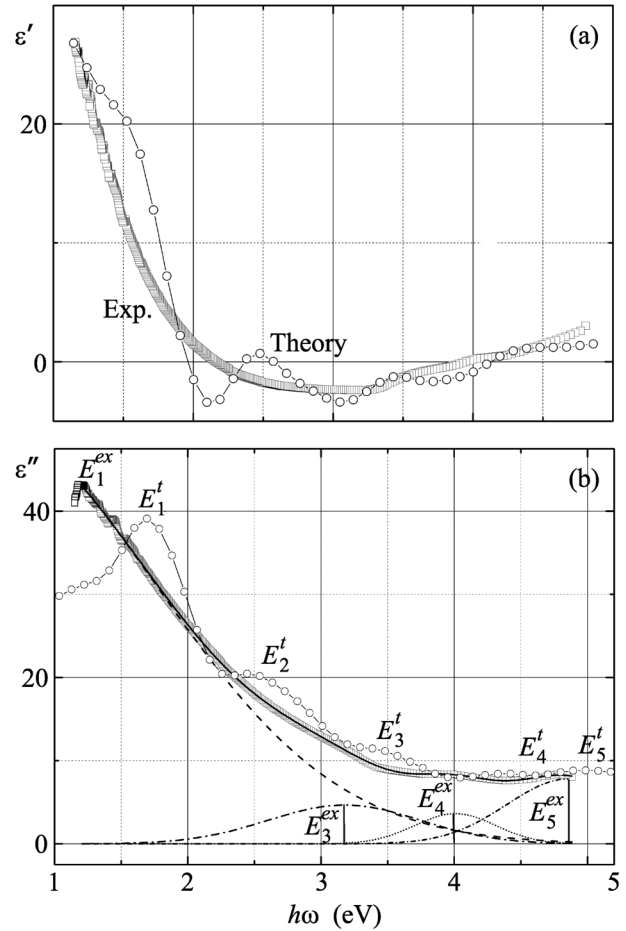 ε′
(a)
20
Exp.
Theory
0
ε″
(b)
E₁ᵉˣ
E₁ᵗ
40
E₂ᵗ
20
E₃ᵗ
E₄ᵗ
E₅ᵗ
E₃ᵉˣ
E₄ᵉˣ
E₅ᵉˣ
0
1 2 3 4 5
hω (eV)